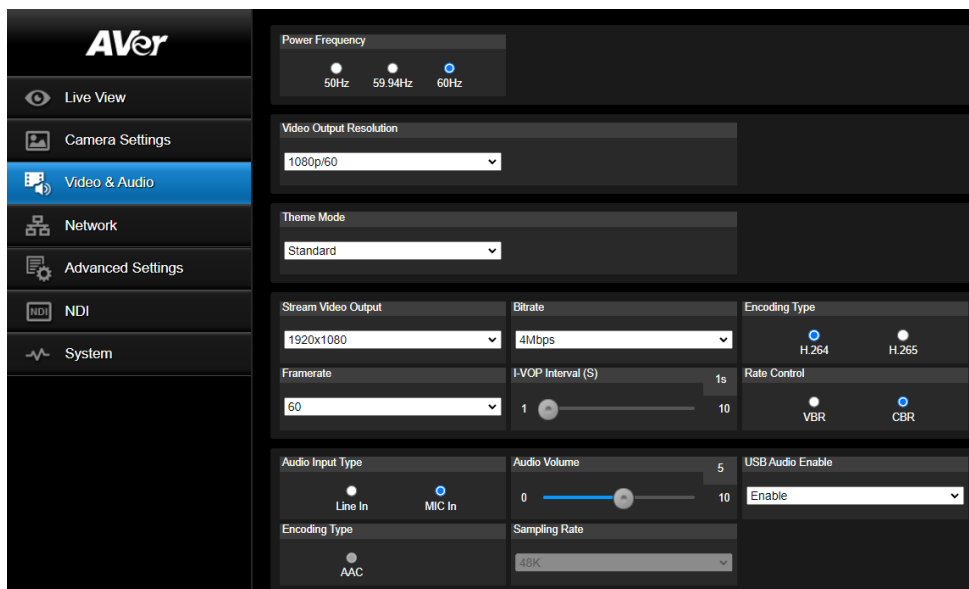 AVer
Live View
Camera Settings
Video & Audio
Network
Advanced Settings
NDI NDI
System
Power Frequency
50Hz 59.94Hz 60Hz
Video Output Resolution
1080p/60
Theme Mode
Standard
Stream Video Output Bitrate Encoding Type
1920x1080 4Mbps H.264 H.265
Framerate I-VOP Interval (S) 1s Rate Control
60 1 10 VBR CBR
Audio Input Type Audio Volume 5 USB Audio Enable
Line In MIC In 0 10 Enable
Encoding Type Sampling Rate
AAC 48K